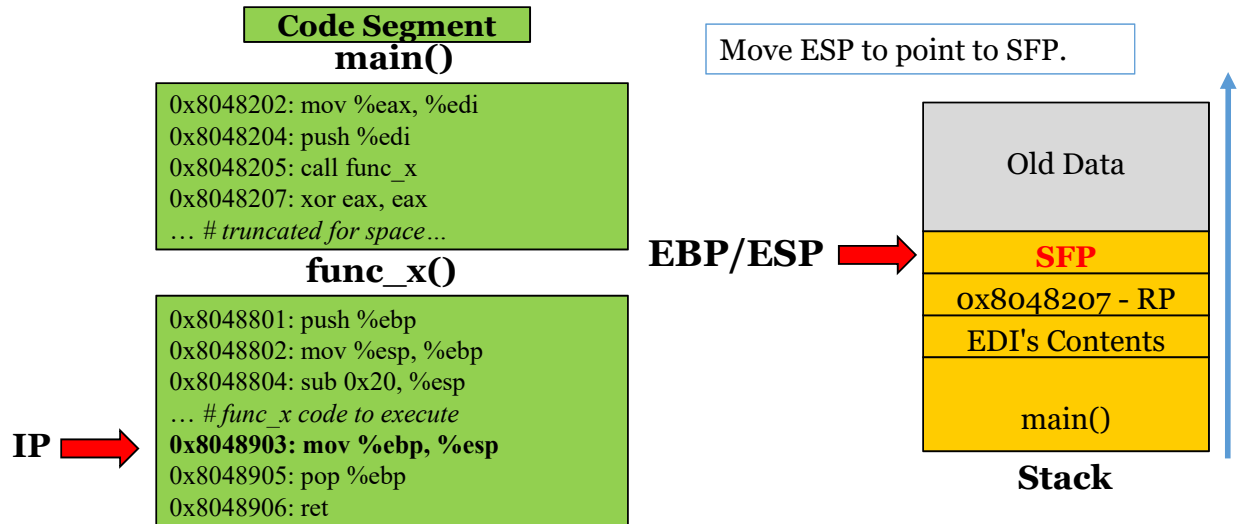 Code Segment
main()
0x8048202: mov %eax, %edi
0x8048204: push %edi
0x8048205: call func_x
0x8048207: xor eax, eax
… # truncated for space…
func_x()
0x8048801: push %ebp
0x8048802: mov %esp, %ebp
0x8048804: sub 0x20, %esp
… # func_x code to execute
0x8048903: mov %ebp, %esp
0x8048905: pop %ebp
0x8048906: ret
IP
Move ESP to point to SFP.
Old Data
EBP/ESP
SFP
0x8048207 - RP
EDI's Contents
main()
Stack